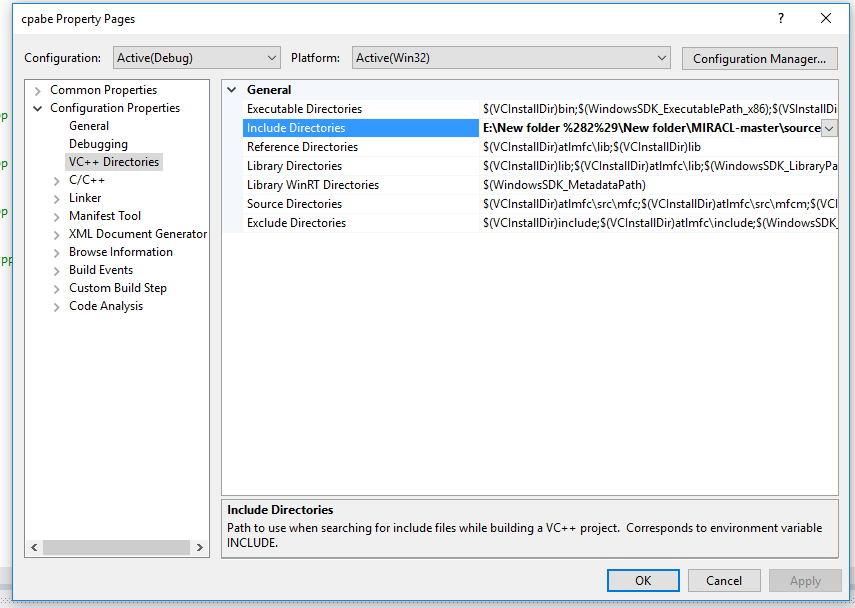 cpabe Property Pages
?
Configuration:
Active(Debug)
Platform:
Active(Win32)
Configuration Manager...
Common Properties
Configuration Properties
General
Debugging
VC++ Directories
C/C++
Linker
Manifest Tool
XML Document Generator
Browse Information
Build Events
Custom Build Step
Code Analysis
General
Executable Directories $(VCInstallDir)bin;$(WindowsSDK_ExecutablePath_x86);$(VSInstallDi
Include Directories E:\New folder %282%29\New folder\MIRACL-master\source
Reference Directories $(VCInstallDir)atlmfc\lib;$(VCInstallDir)lib
Library Directories $(VCInstallDir)lib;$(VCInstallDir)atlmfc\lib;$(WindowsSDK_LibraryPa
Library WinRT Directories $(WindowsSDK_MetadataPath)
Source Directories $(VCInstallDir)atlmfc\src\mfc;$(VCInstallDir)atlmfc\src\mfcm;$(VCI
Exclude Directories $(VCInstallDir)include;$(VCInstallDir)atlmfc\include;$(WindowsSDK_
Include Directories
Path to use when searching for include files while building a VC++ project.  Corresponds to environment variable
INCLUDE.
OK
Cancel
Apply